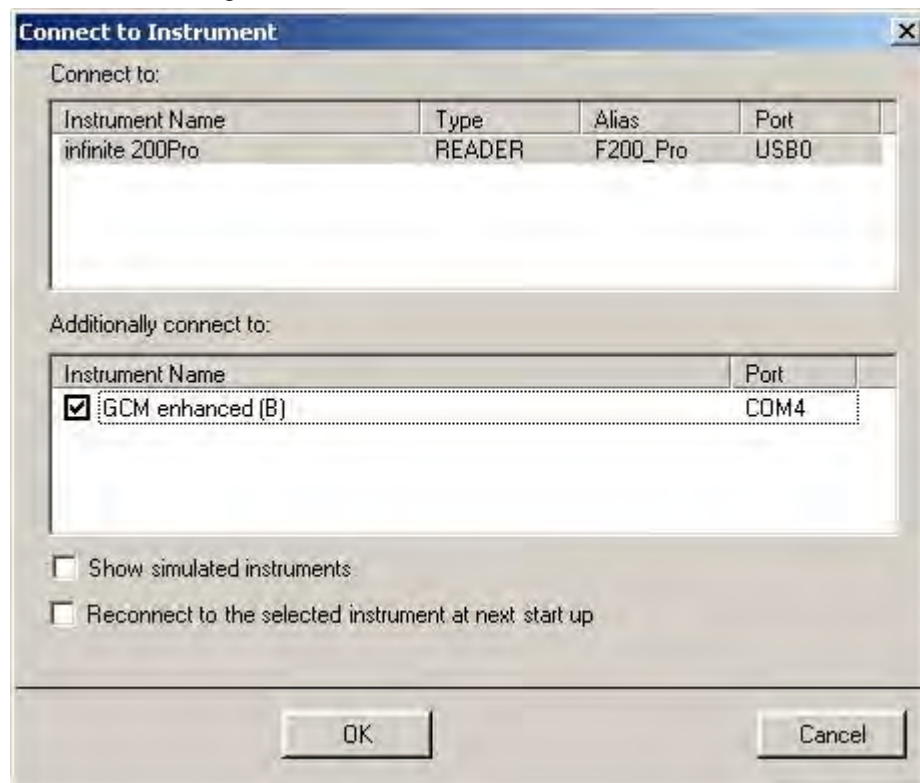 Connect to Instrument
Connect to:
Instrument Name Type Alias Port
infinite 200Pro READER F200_Pro USB0
Additionally connect to:
Instrument Name Port
GCM enhanced (B) COM4
Show simulated instruments
Reconnect to the selected instrument at next start up
OK Cancel